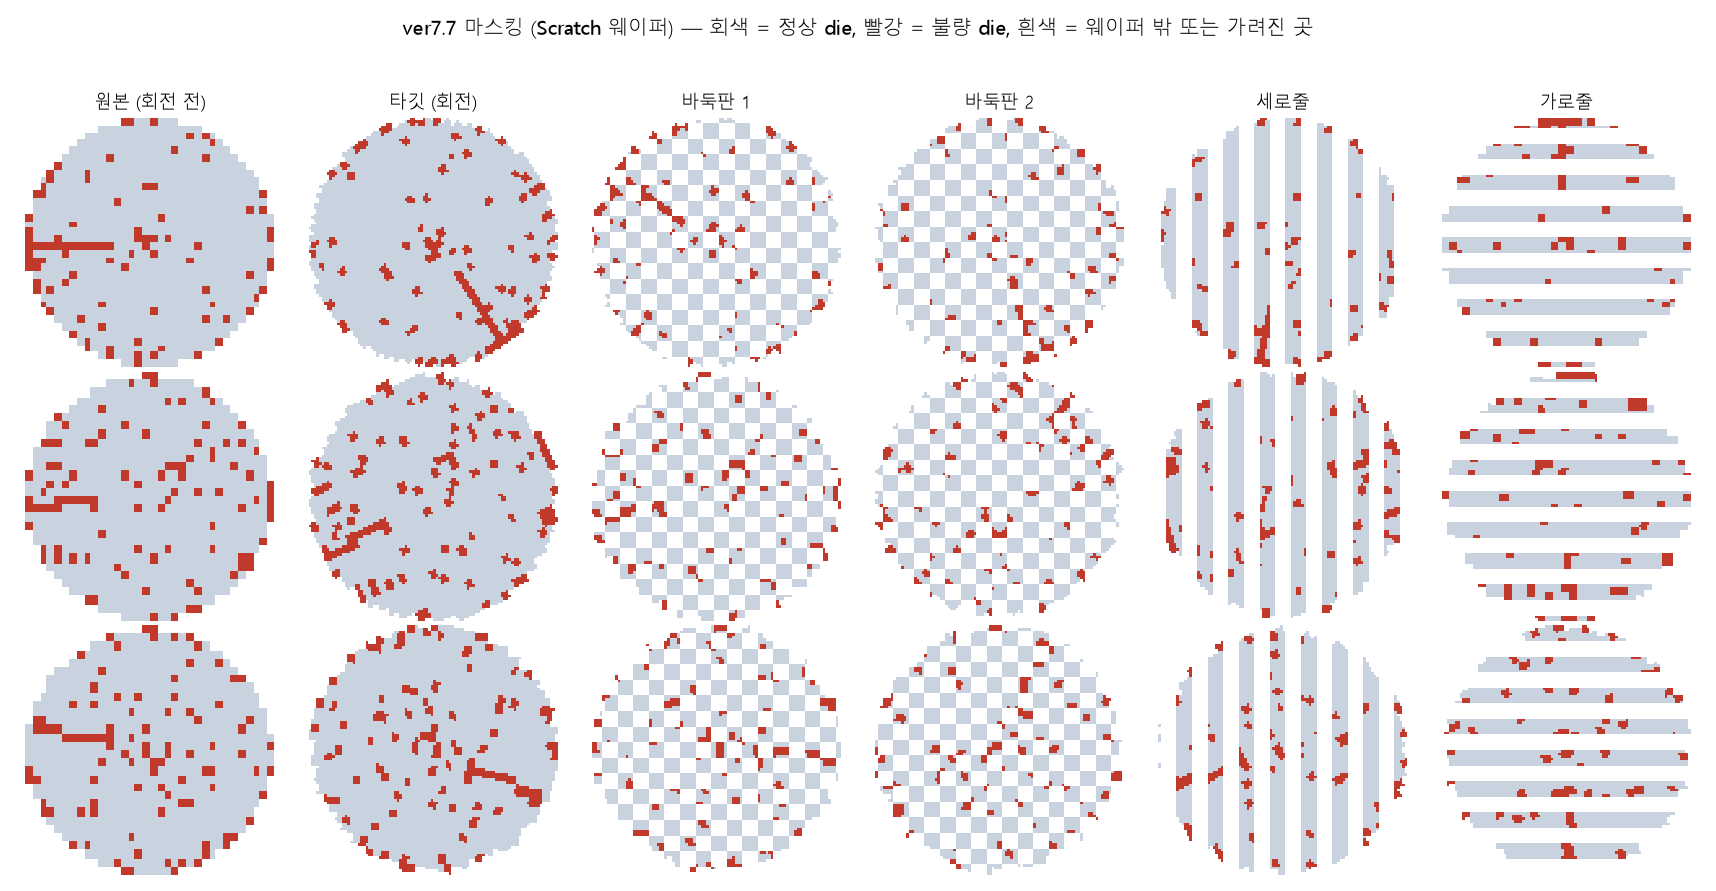 ver7.7 마스킹 (Scratch 웨이퍼) — 회색 = 정상 die, 빨강 = 불량 die, 흰색 = 웨이퍼 밖 또는 가려진 곳
원본 (회전 전)
타깃 (회전)
바둑판 1
바둑판 2
세로줄
가로줄